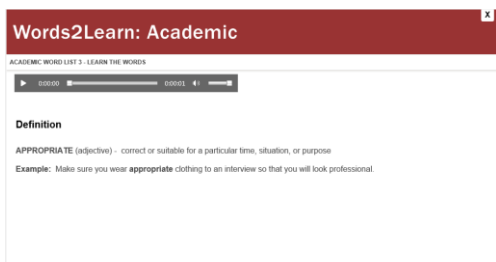 X
Words2Learn: Academic
ACADEMIC WORD LIST 3 - LEARN THE WORDS
0:00:00 0:00:01
Definition
APPROPRIATE (adjective) - correct or suitable for a particular time, situation, or purpose
Example: Make sure you wear appropriate clothing to an interview so that you will look professional.